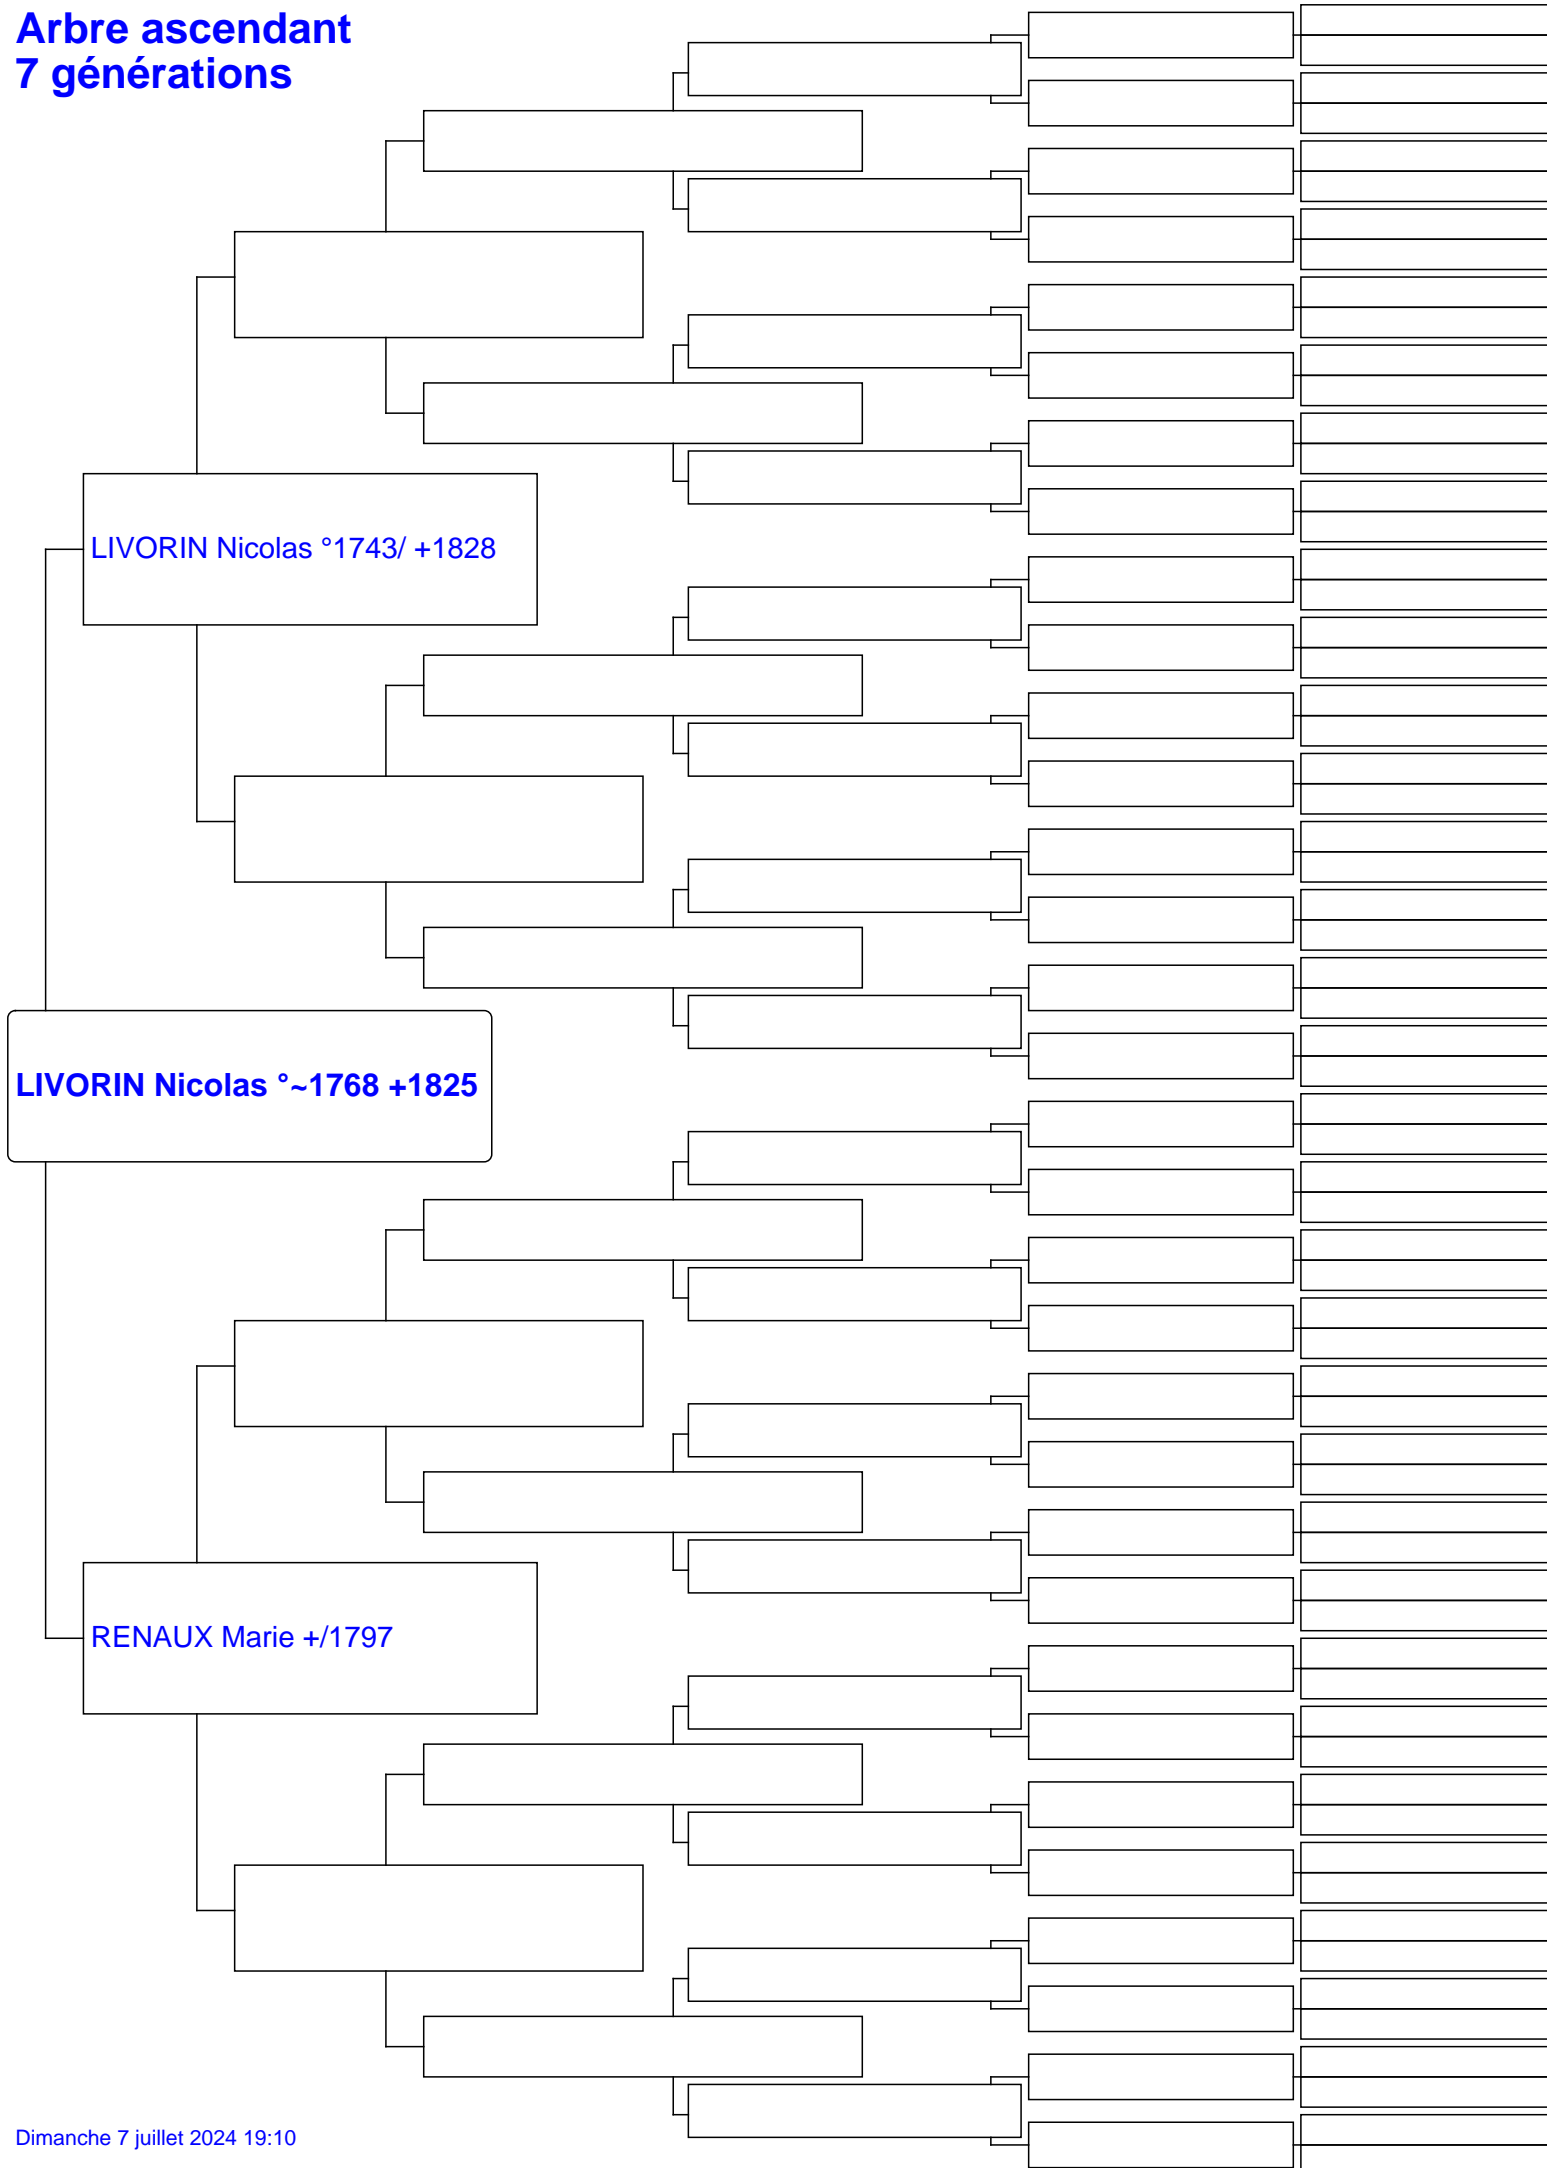 Arbre ascendant
7 générations
LIVORIN Nicolas °1743/ +1828
LIVORIN Nicolas °~1768 +1825
RENAUX Marie +/1797
Dimanche 7 juillet 2024 19:10